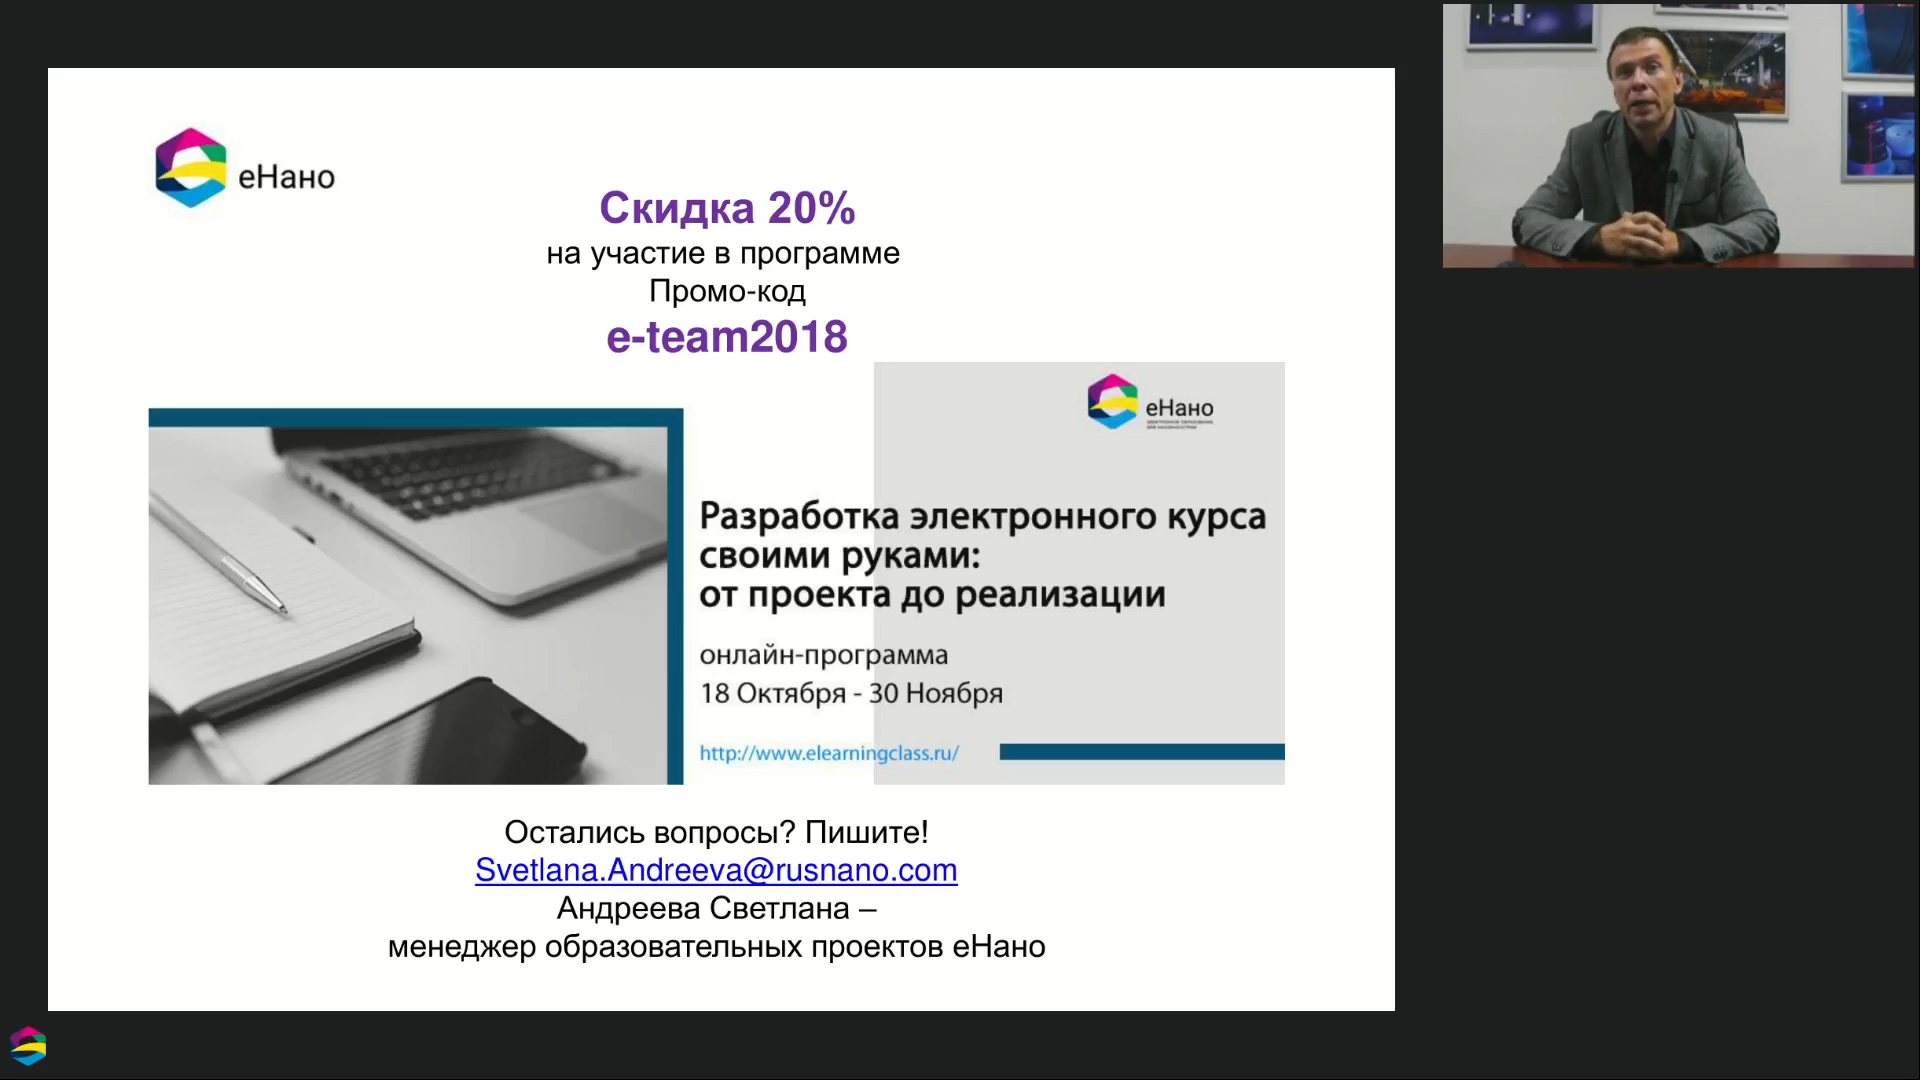 еНано
Скидка 20%
на участие в программе
Промо-код
e-team2018
еНано
Разработка электронного курса
своими руками:
от проекта до реализации
онлайн-программа
18 Октября - 30 Ноября
http://www.elearningclass.ru/
Остались вопросы? Пишите!
Svetlana.Andreeva@rusnano.com
Андреева Светлана –
менеджер образовательных проектов еНано